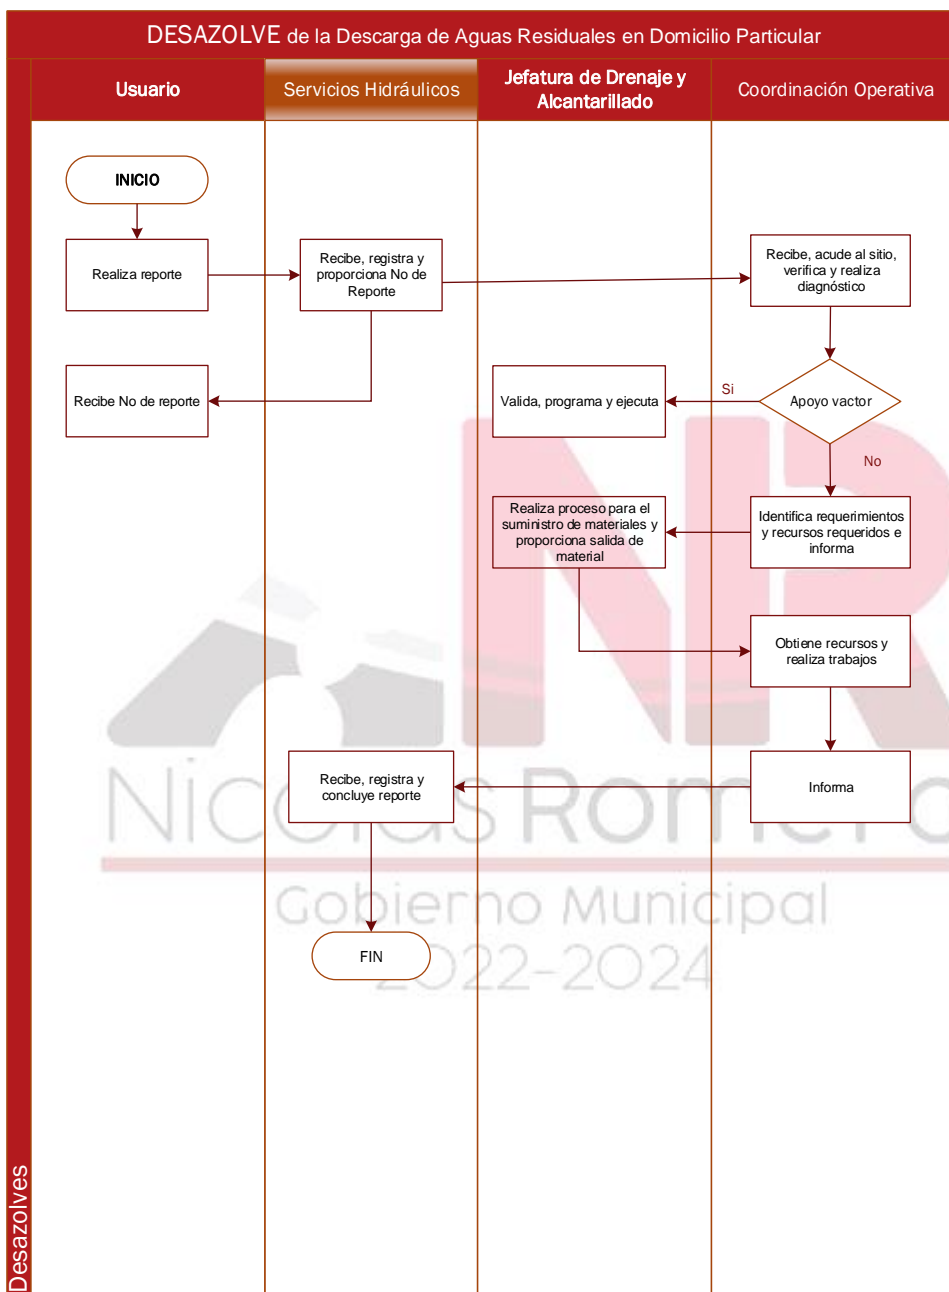 DESAZOLVE de la Descarga de Aguas Residuales en Domicilio Particular
Usuario
Servicios Hidráulicos
Jefatura de Drenaje y
Alcantarillado
Coordinación Operativa
INICIO
Realiza reporte
Recibe, registra y
proporciona No de
Reporte
Recibe, acude al sitio,
verifica y realiza
diagnóstico
Recibe No de reporte
Valida, programa y ejecuta
Si
Apoyo vactor
No
Realiza proceso para el
suministro de materiales y
proporciona salida de
material
Identifica requerimientos
y recursos requeridos e
informa
Obtiene recursos y
realiza trabajos
Recibe, registra y
concluye reporte
Informa
FIN
NR
Nicolás Romero
Gobierno Municipal
2022-2024
Desazolves